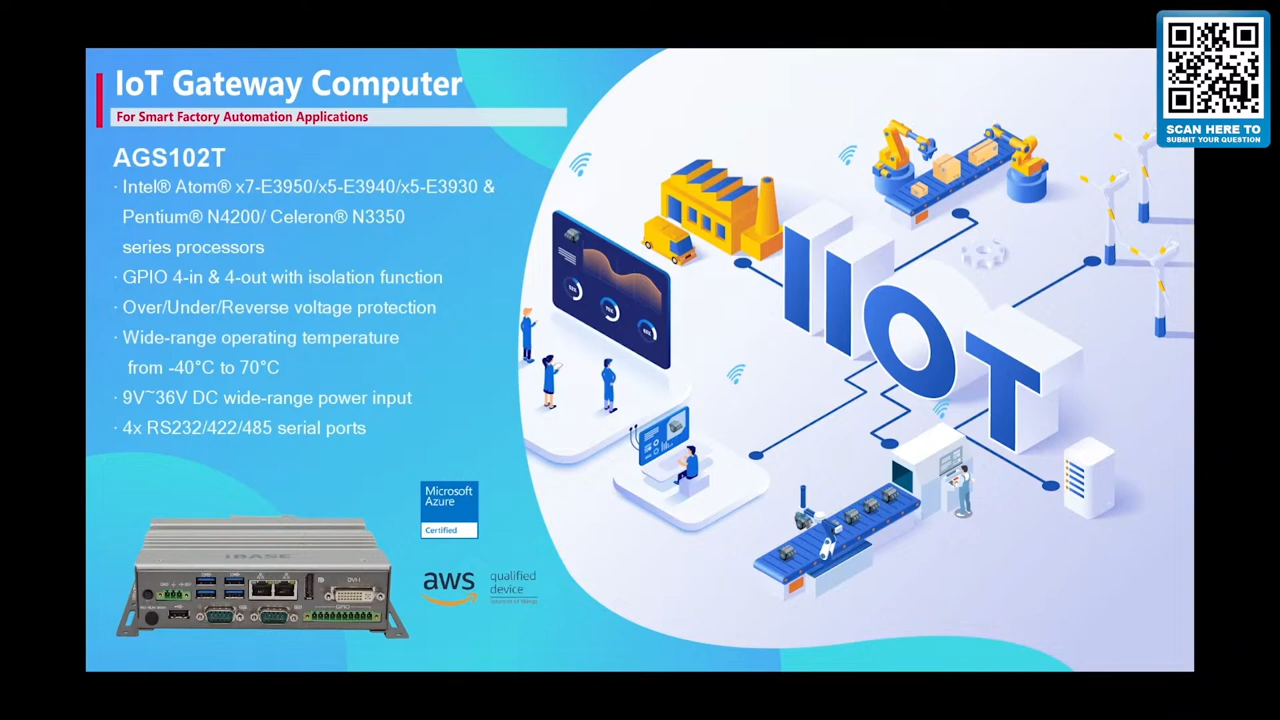 IoT Gateway Computer
For Smart Factory Automation Applications
AGS102T
· Intel® Atom® x7-E3950/x5-E3940/x5-E3930 &
Pentium® N4200/ Celeron® N3350
series processors
· GPIO 4-in & 4-out with isolation function
· Over/Under/Reverse voltage protection
· Wide-range operating temperature
from -40°C to 70°C
· 9V~36V DC wide-range power input
· 4x RS232/422/485 serial ports
Microsoft
Azure
Certified
aws
qualified
device
IBASE
DVI-I
GPIO
IIOT
SCAN HERE TO
SUBMIT YOUR QUESTION